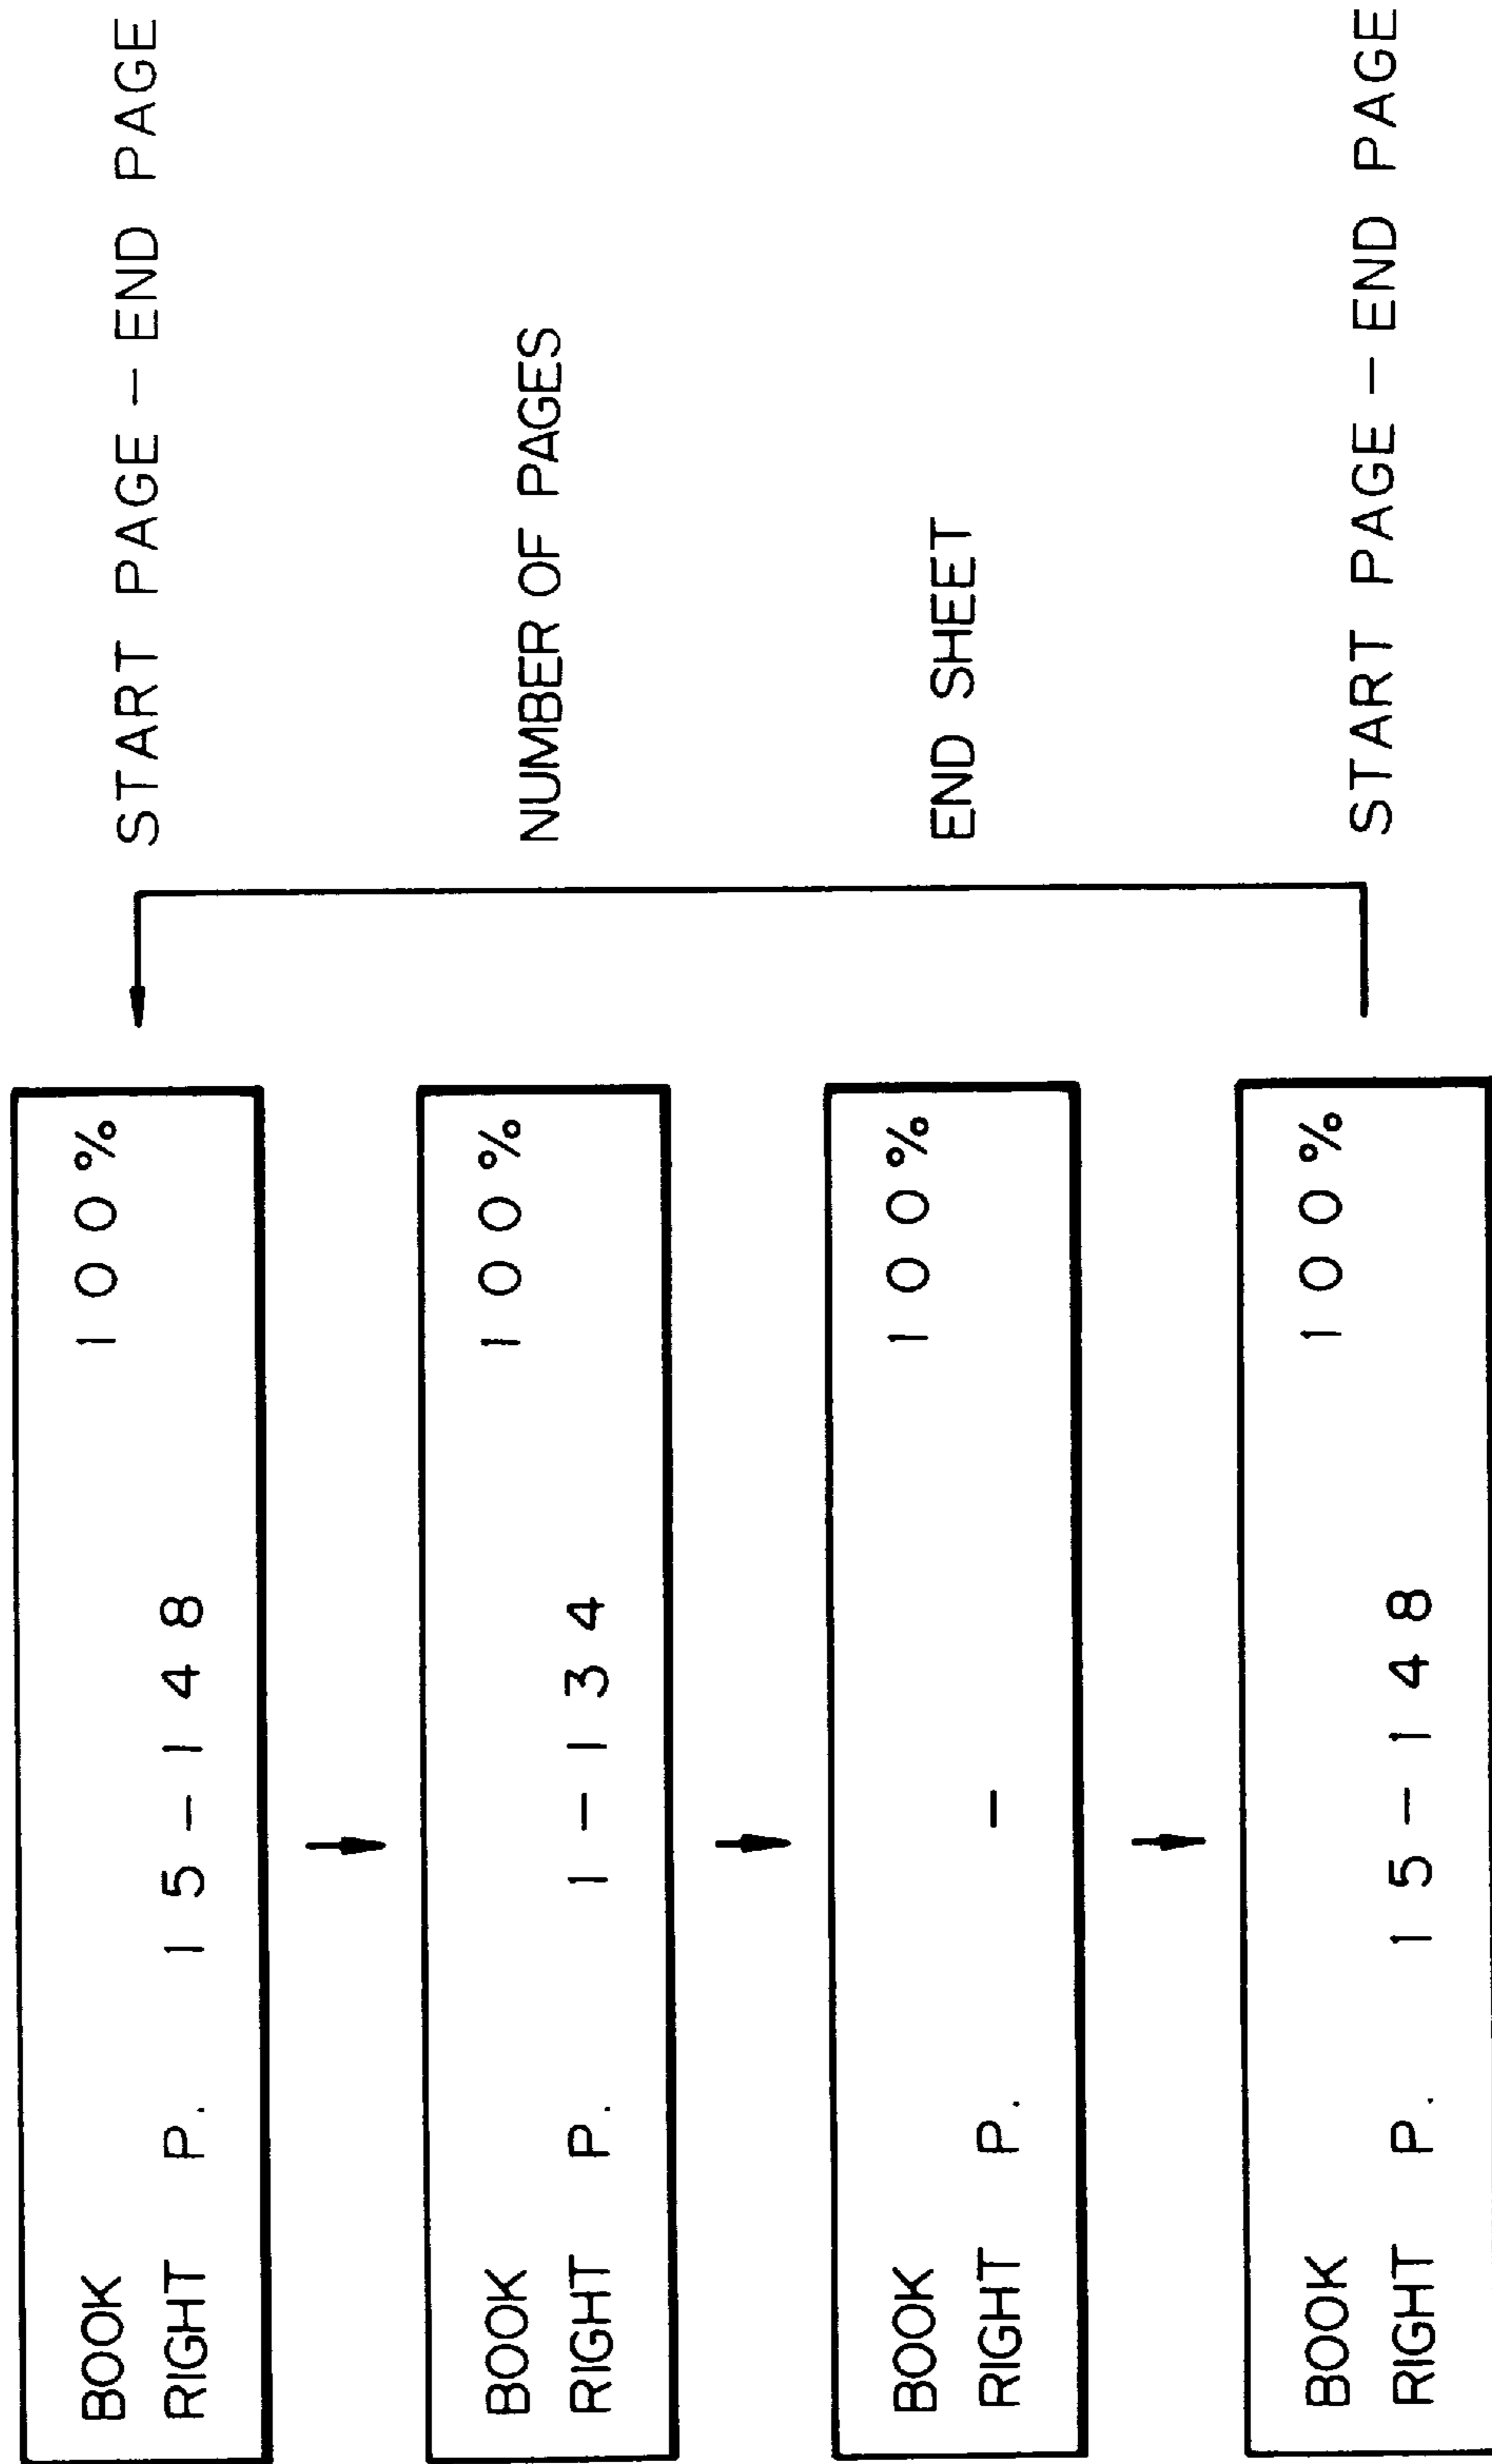 BOOK 100%
RIGHT P. 15-148
START PAGE - END PAGE
BOOK 100%
RIGHT P. 1-134
NUMBER OF PAGES
BOOK 100%
RIGHT P. -
END SHEET
BOOK 100%
RIGHT P. 15-148
START PAGE - END PAGE